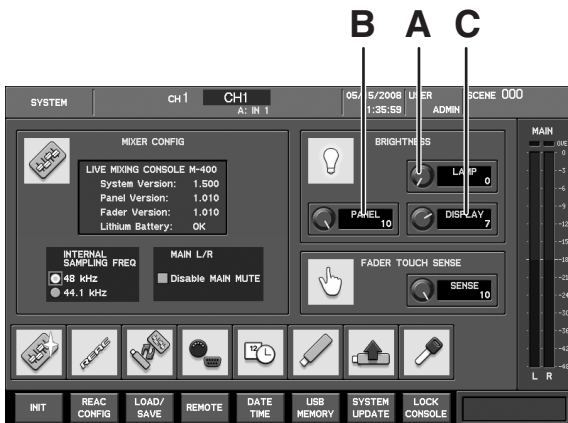 B A C
SYSTEM
CH 1 CH1
A: IN 1
05/15/2008 USER SCENE 000
1:35:59 ADMIN
MIXER CONFIG
LIVE MIXING CONSOLE M-400
System Version: 1.500
Panel Version: 1.010
Fader Version: 1.010
Lithium Battery: OK
INTERNAL
SAMPLING FREQ
48 kHz
44.1 kHz
MAIN L/R
Disable MAIN MUTE
BRIGHTNESS
LAMP
0
PANEL
10
DISPLAY
7
FADER TOUCH SENSE
SENSE
10
MAIN
0
-3
-6
-9
-12
-15
-18
-21
-24
-30
-36
-42
-48
L R
REAC
12
INIT
REAC
CONFIG
LOAD/
SAVE
REMOTE
DATE
TIME
USB
MEMORY
SYSTEM
UPDATE
LOCK
CONSOLE